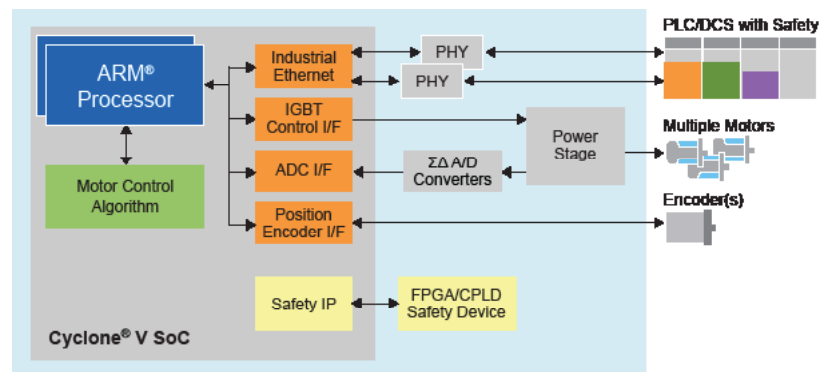 PLC/DCS with Safety
ARM®
Processor
Industrial
Ethernet
PHY
PHY
IGBT
Control I/F
Power
Stage
Multiple Motors
ADC I/F
ΣΔ A/D
Converters
Motor Control
Algorithm
Encoder(s)
Position
Encoder I/F
Safety IP
FPGA/CPLD
Safety Device
Cyclone® V SoC